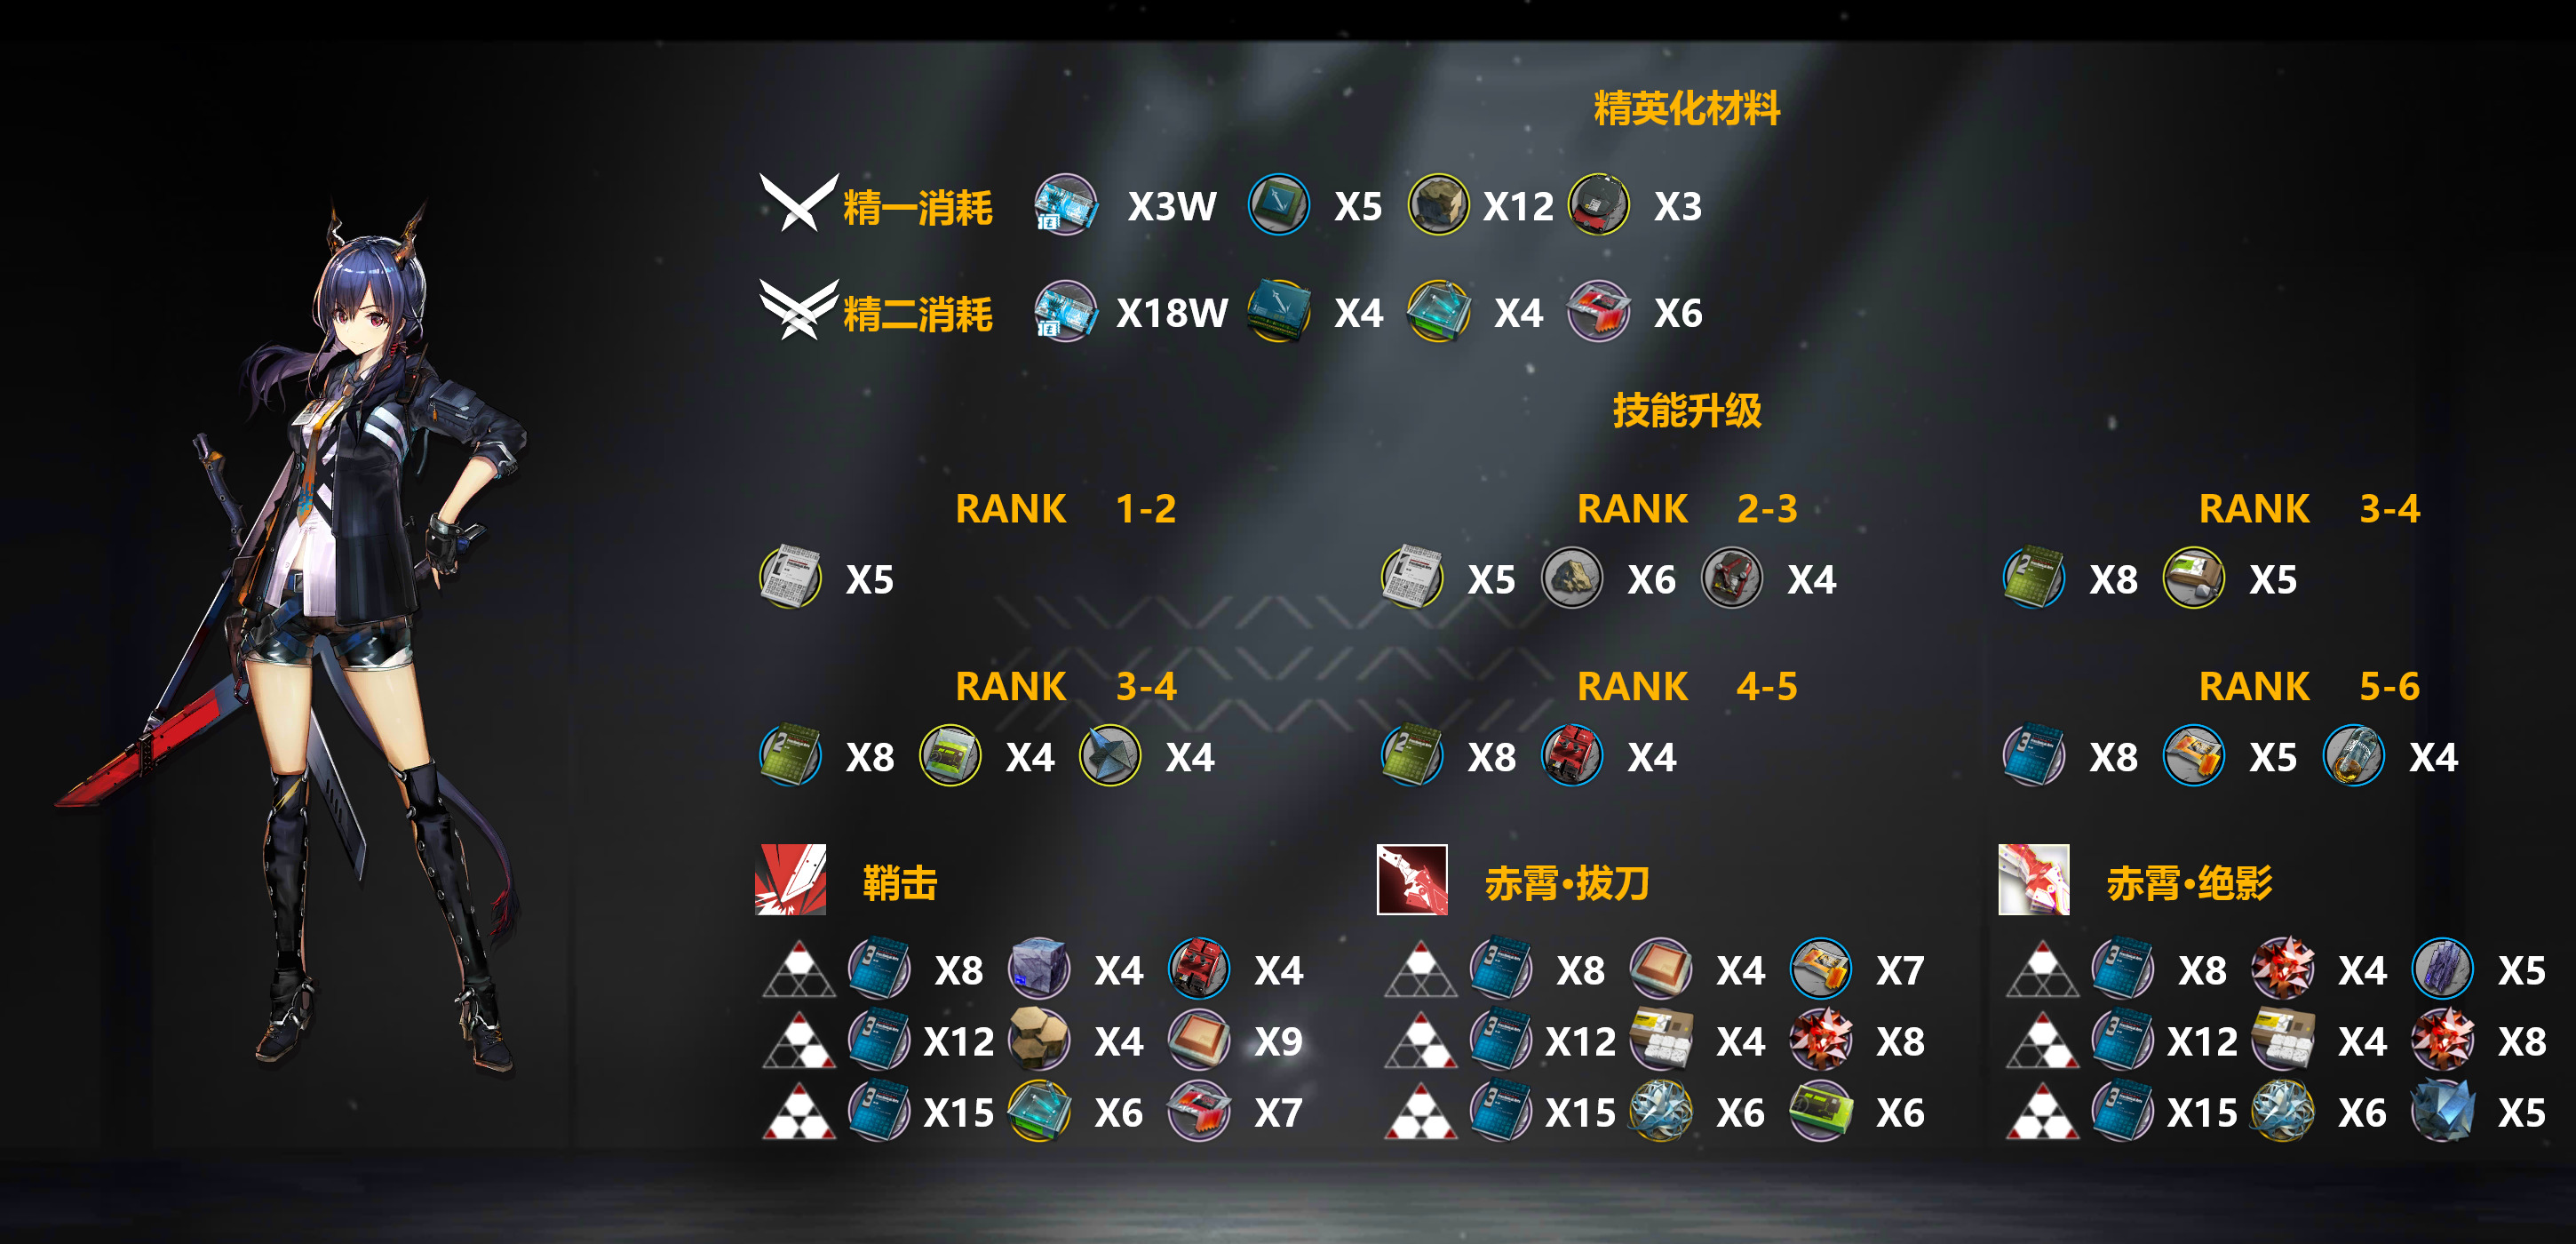 精英化材料
精一消耗 X3W X5 X12 X3
精二消耗 X18W X4 X4 X6
技能升级
RANK 1-2 RANK 2-3 RANK 3-4
X5 X5 X6 X4 X8 X5
RANK 3-4 RANK 4-5 RANK 5-6
X8 X4 X4 X8 X4 X8 X5 X4
鞘击 赤霄·拔刀 赤霄·绝影
X8 X4 X4 X8 X4 X7 X8 X4 X5
X12 X4 X9 X12 X4 X8 X12 X4 X8
X15 X6 X7 X15 X6 X6 X15 X6 X5